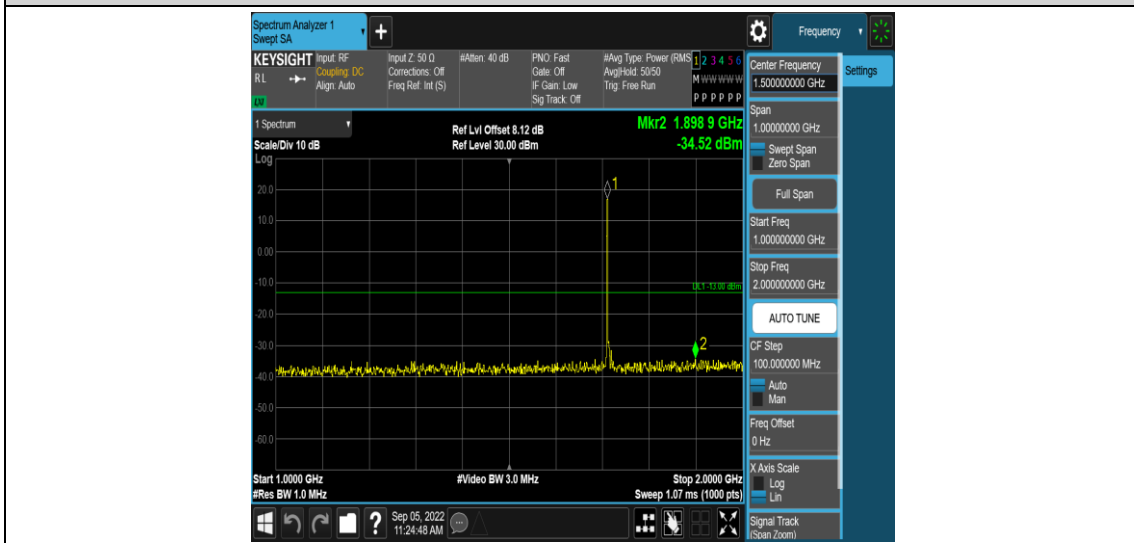 Spectrum Analyzer 1
Swept SA
+
Frequency
KEYSIGHT
RL
LXI
Input: RF
Coupling: DC
Align: Auto
Input Z: 50 Ω
Corrections: Off
Freq Ref: Int (S)
#Atten: 40 dB
PNO: Fast
Gate: Off
IF Gain: Low
Sig Track: Off
#Avg Type: Power (RMS
Avg|Hold: 50/50
Trig: Free Run
1 2 3 4 5 6
M W W W W W
P P P P P P
Center Frequency
1.500000000 GHz
Settings
1 Spectrum
Ref Lvl Offset 8.12 dB
Mkr2 1.898 9 GHz
Scale/Div 10 dB
Ref Level 30.00 dBm
-34.52 dBm
Log
20.0
10.0
0.00
-10.0
-20.0
-30.0
-40.0
-50.0
-60.0
1
DL1 -13.00 dBm
2
Start 1.0000 GHz
#Video BW 3.0 MHz
Stop 2.0000 GHz
#Res BW 1.0 MHz
Sweep 1.07 ms (1000 pts)
Span
1.00000000 GHz
Swept Span
Zero Span
Full Span
Start Freq
1.000000000 GHz
Stop Freq
2.000000000 GHz
AUTO TUNE
CF Step
100.000000 MHz
Auto
Man
Freq Offset
0 Hz
X Axis Scale
Log
Lin
Signal Track
(Span Zoom)
?
Sep 05, 2022
11:24:48 AM